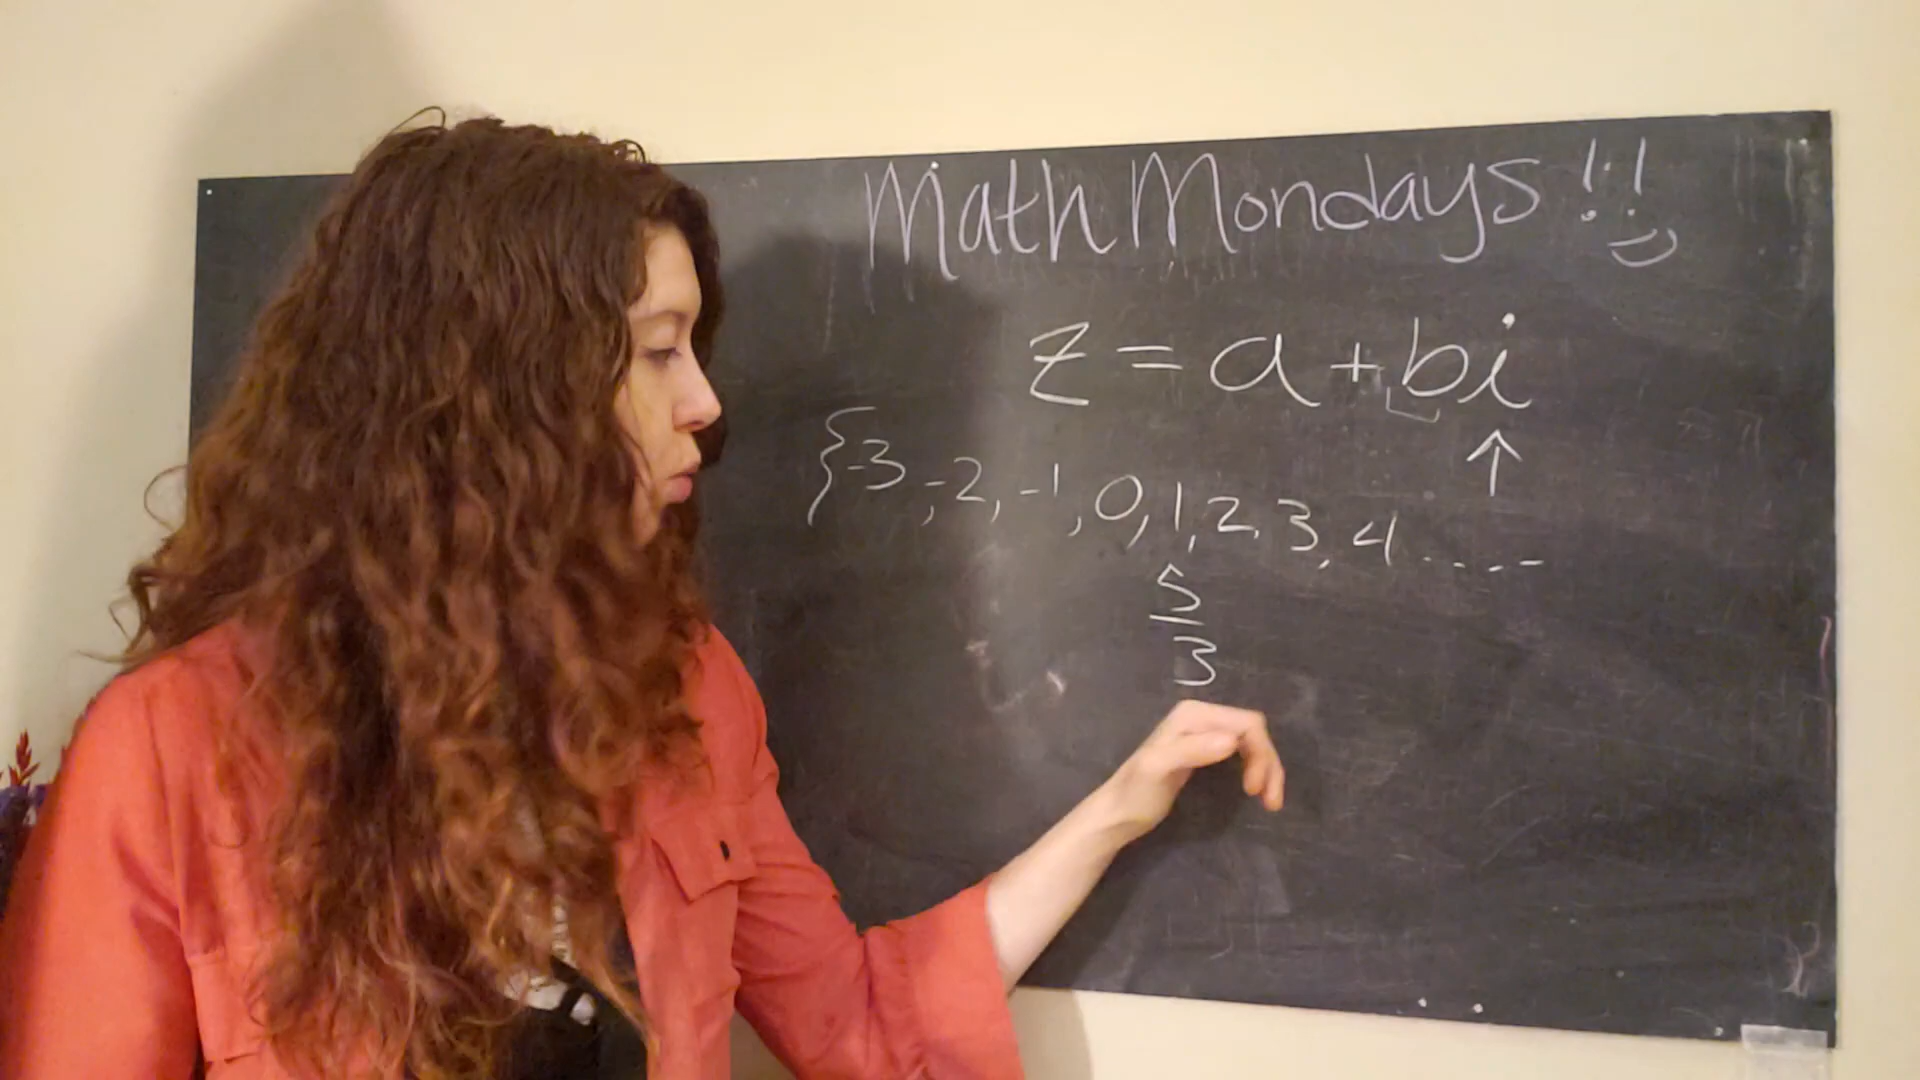 Math Mondays!!
z = a + bi
{-3, -2, -1, 0, 1, 2, 3, 4 .....
5
3